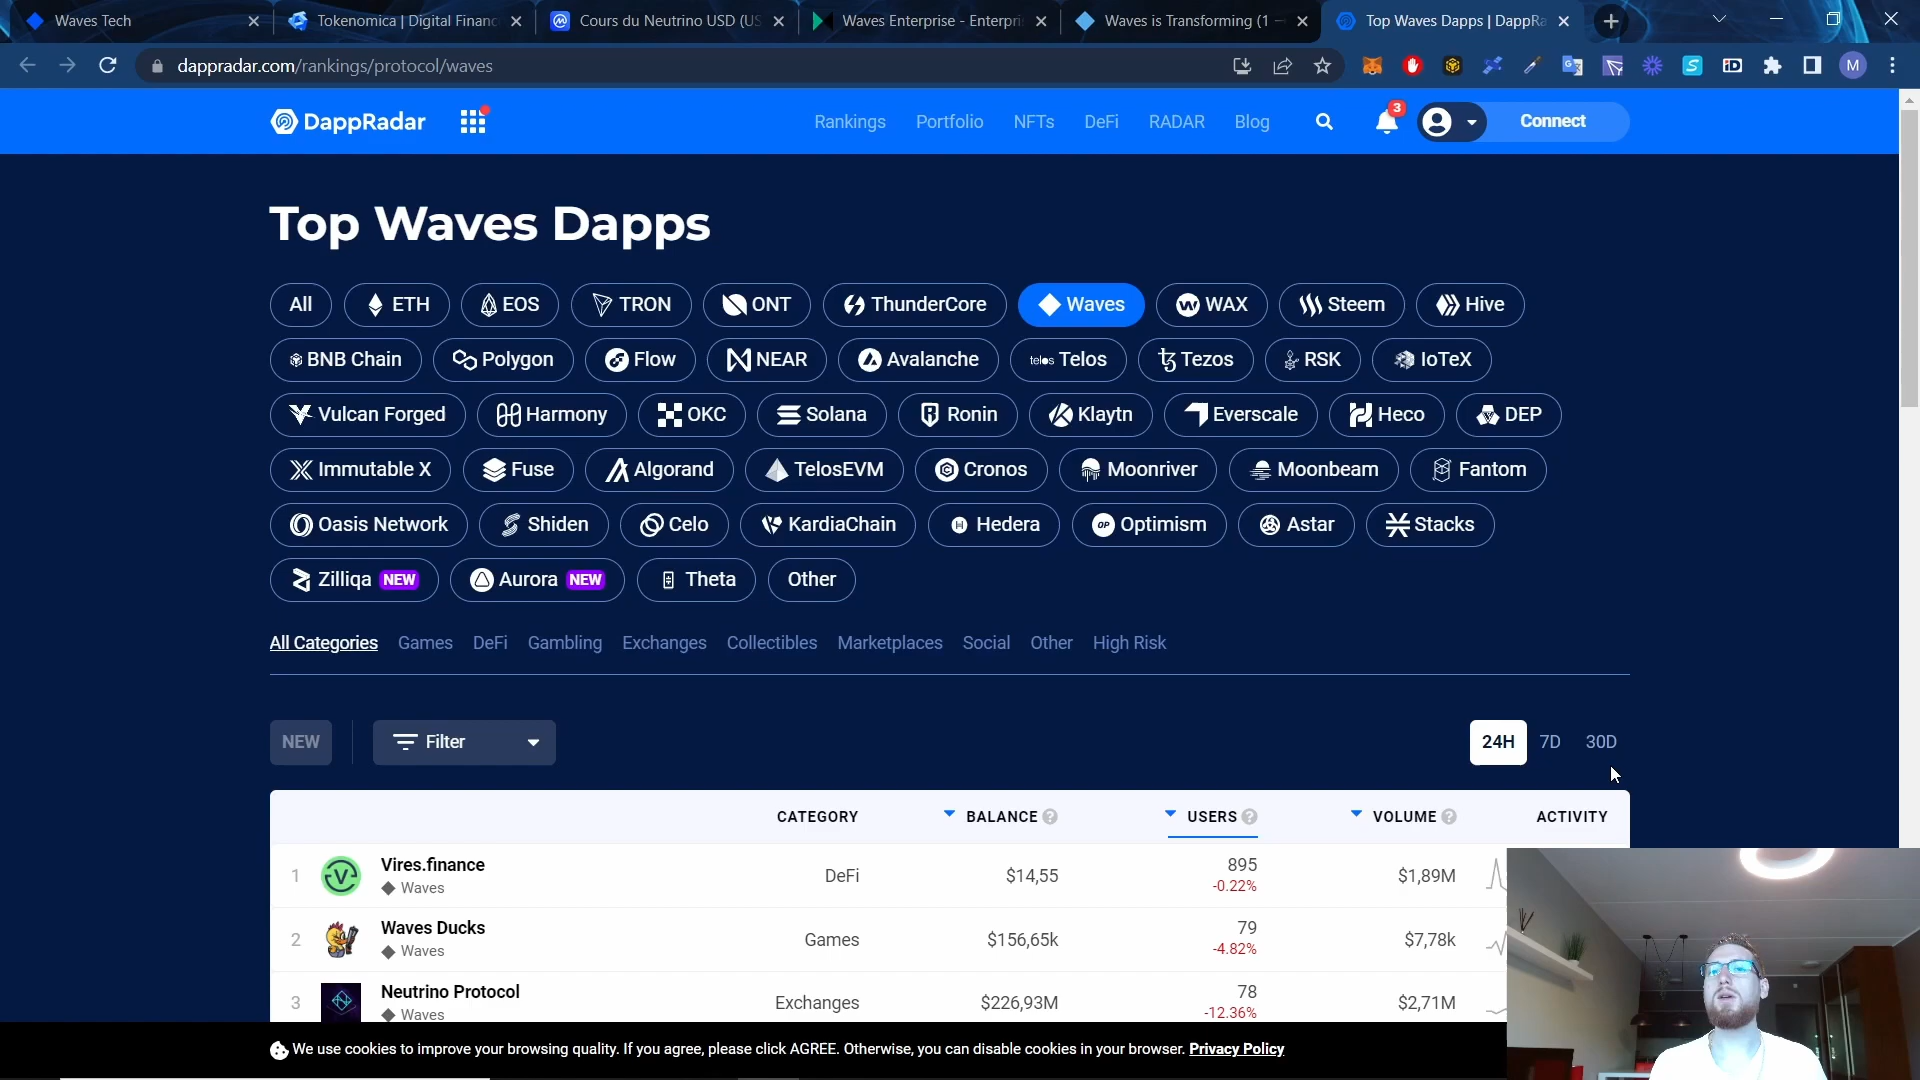 Waves Tech
Tokenomica | Digital Financ
Cours du Neutrino USD (US
Waves Enterprise - Enterpri
Waves is Transforming (1 —
Top Waves Dapps | DappRa
dappradar.com/rankings/protocol/waves
M
DappRadar
Rankings
Portfolio
NFTs
DeFi
RADAR
Blog
3
Connect
Top Waves Dapps
All
ETH
EOS
TRON
ONT
ThunderCore
Waves
WAX
Steem
Hive
BNB Chain
Polygon
Flow
NEAR
Avalanche
telos Telos
Tezos
RSK
IoTeX
Vulcan Forged
Harmony
OKC
Solana
Ronin
Klaytn
Everscale
Heco
DEP
Immutable X
Fuse
Algorand
TelosEVM
Cronos
Moonriver
Moonbeam
Fantom
Oasis Network
Shiden
Celo
KardiaChain
Hedera
OP Optimism
Astar
Stacks
Zilliqa NEW
Aurora NEW
Theta
Other
All Categories
Games
DeFi
Gambling
Exchanges
Collectibles
Marketplaces
Social
Other
High Risk
NEW
Filter
24H
7D
30D
CATEGORY
BALANCE ?
USERS ?
VOLUME ?
ACTIVITY
1
Vires.finance
Waves
DeFi
$14,55
895
-0.22%
$1,89M
2
Waves Ducks
Waves
Games
$156,65k
79
-4.82%
$7,78k
3
Neutrino Protocol
Waves
Exchanges
$226,93M
78
-12.36%
$2,71M
We use cookies to improve your browsing quality. If you agree, please click AGREE. Otherwise, you can disable cookies in your browser. Privacy Policy